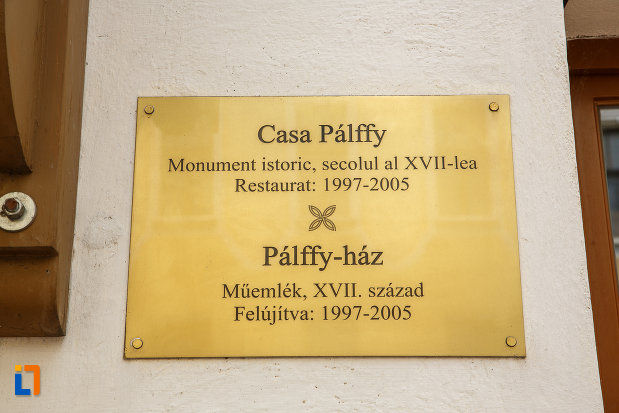 Casa Pálffy
Monument istoric, secolul al XVII-lea
Restaurat: 1997-2005
Pálffy-ház
Műemlék, XVII. század
Felújítva: 1997-2005